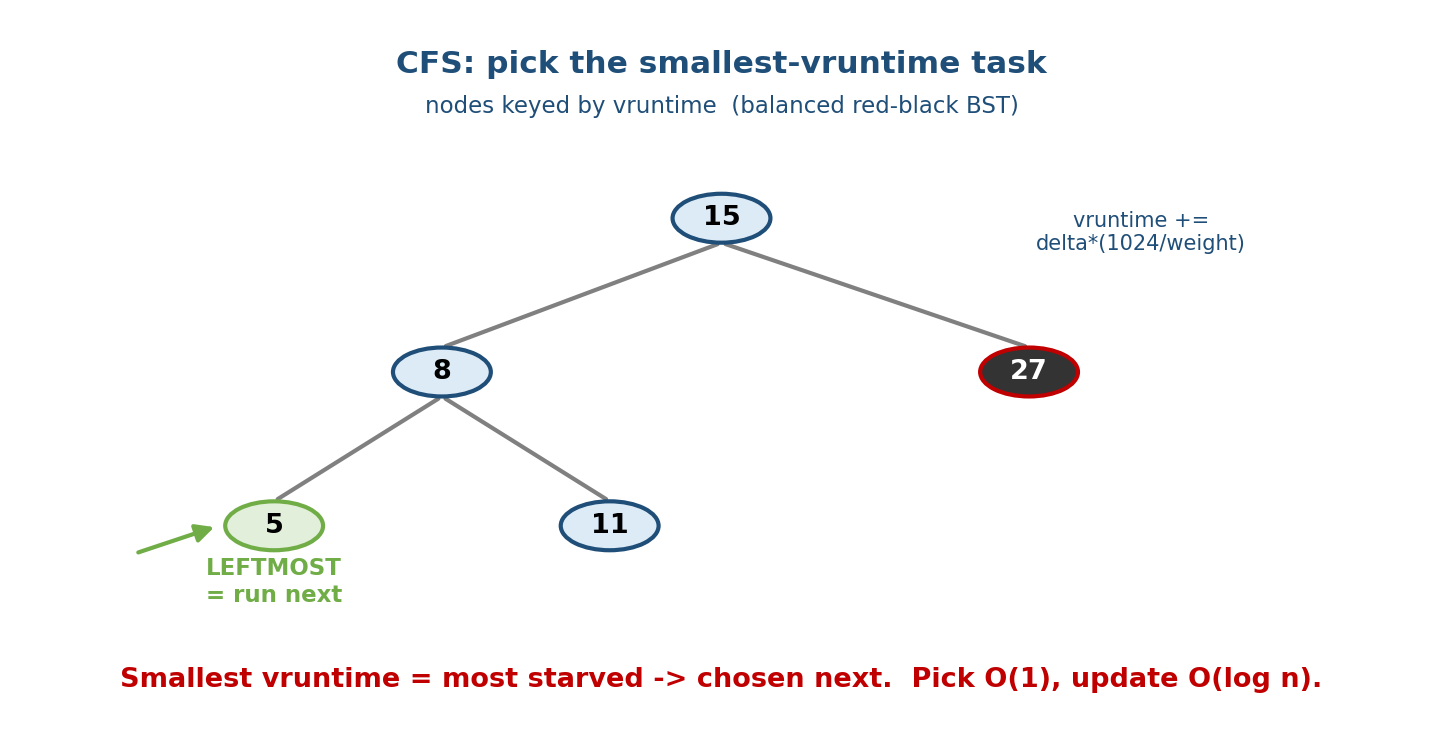 CFS: pick the smallest-vruntime task
nodes keyed by vruntime  (balanced red-black BST)
15
vruntime +=
delta*(1024/weight)
8
27
5
11
LEFTMOST
= run next
Smallest vruntime = most starved -> chosen next.  Pick O(1), update O(log n).